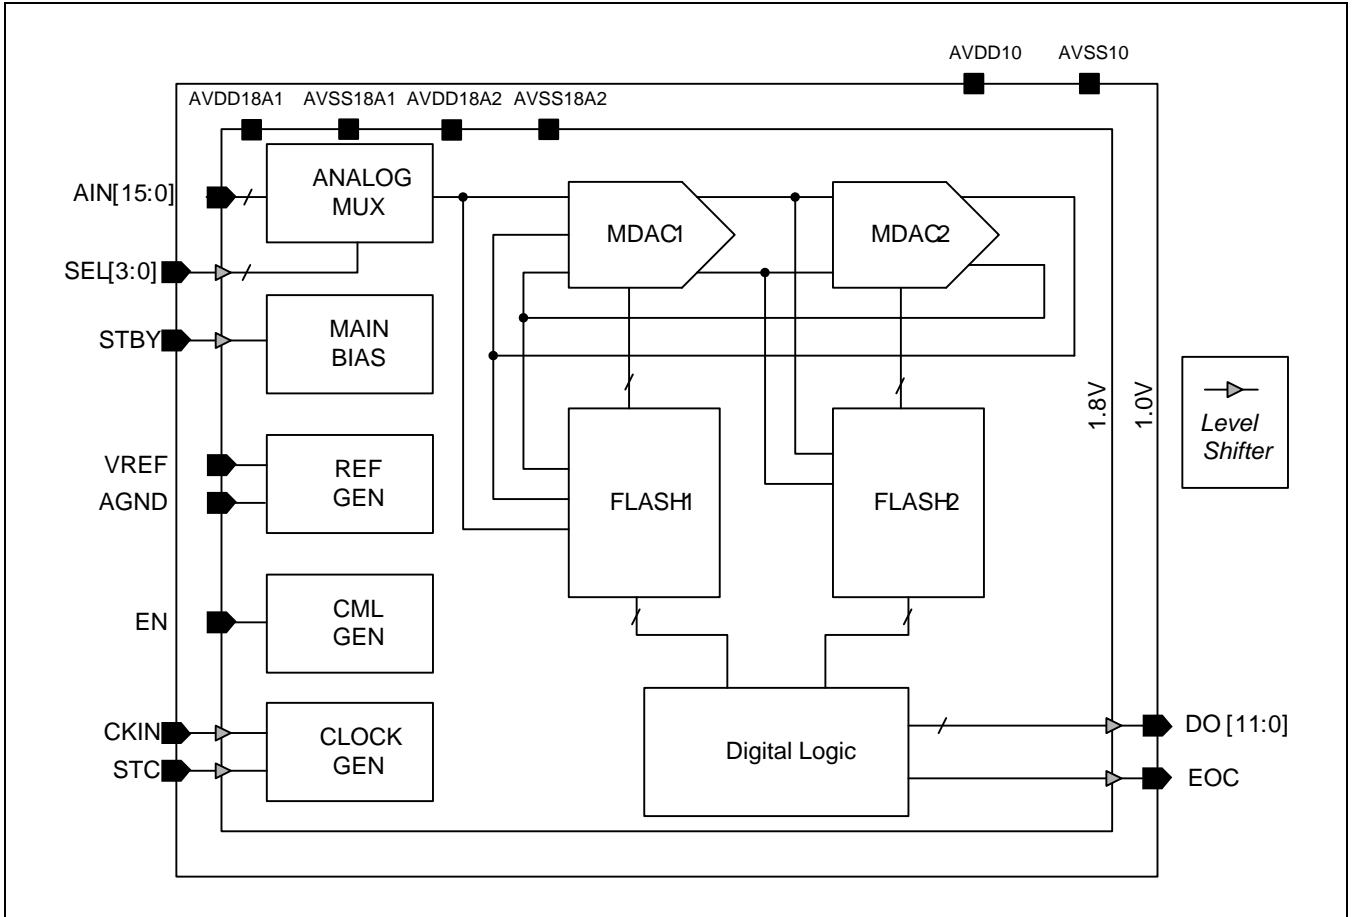 AVDD10 AVSS10
AVDD18A1 AVSS18A1 AVDD18A2 AVSS18A2
AIN[15:0]
ANALOG
MUX
MDAC1
MDAC2
SEL[3:0]
STBY
MAIN
BIAS
1.8V
1.0V
Level
Shifter
VREF
AGND
REF
GEN
FLASH1
FLASH2
EN
CML
GEN
CKIN
STC
CLOCK
GEN
Digital Logic
DO [11:0]
EOC